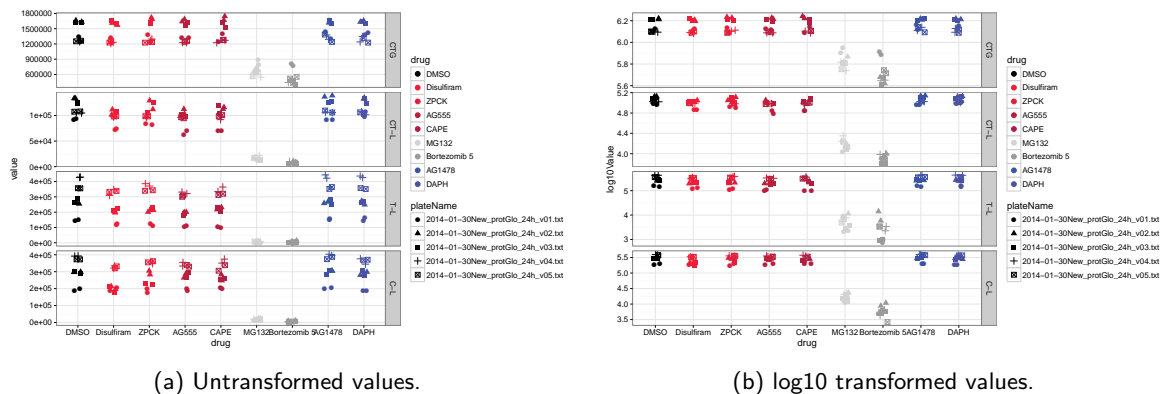 1800000
1500000
1200000
900000
600000
CTG
1e+05
5e+04
0e+00
CT-L
4e+05
3e+05
2e+05
1e+05
0e+00
T-L
4e+05
3e+05
2e+05
1e+05
0e+00
C-L
value
DMSO Disulfiram ZPCK AG555 CAPE MG132 Bortezomib 5 AG1478 DAPH
drug
drug
DMSO
Disulfiram
ZPCK
AG555
CAPE
MG132
Bortezomib 5
AG1478
DAPH
plateName
2014-01-30New_protGlo_24h_v01.txt
2014-01-30New_protGlo_24h_v02.txt
2014-01-30New_protGlo_24h_v03.txt
2014-01-30New_protGlo_24h_v04.txt
2014-01-30New_protGlo_24h_v05.txt
(a) Untransformed values.
6.2
6.0
5.8
5.6
CTG
5.2
4.8
4.4
4.0
CT-L
5
4
3
T-L
5.5
5.0
4.5
4.0
3.5
C-L
log10Value
DMSO Disulfiram ZPCK AG555 CAPE MG132 Bortezomib 5 AG1478 DAPH
drug
drug
DMSO
Disulfiram
ZPCK
AG555
CAPE
MG132
Bortezomib 5
AG1478
DAPH
plateName
2014-01-30New_protGlo_24h_v01.txt
2014-01-30New_protGlo_24h_v02.txt
2014-01-30New_protGlo_24h_v03.txt
2014-01-30New_protGlo_24h_v04.txt
2014-01-30New_protGlo_24h_v05.txt
(b) log10 transformed values.